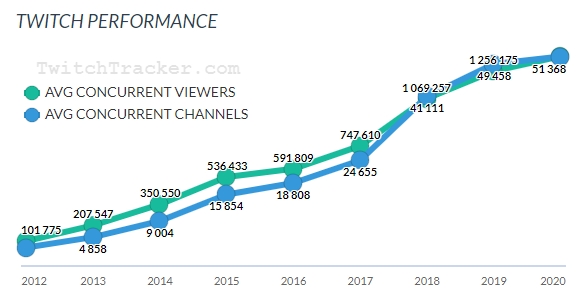 TWITCH PERFORMANCE
TwitchTracker.com
AVG CONCURRENT VIEWERS
AVG CONCURRENT CHANNELS
101 775
207 547
350 550
536 433
591 809
747 610
1 069 257
1 256 175
4 858
9 004
15 854
18 808
24 655
41 111
49 458
51 368
2012 2013 2014 2015 2016 2017 2018 2019 2020